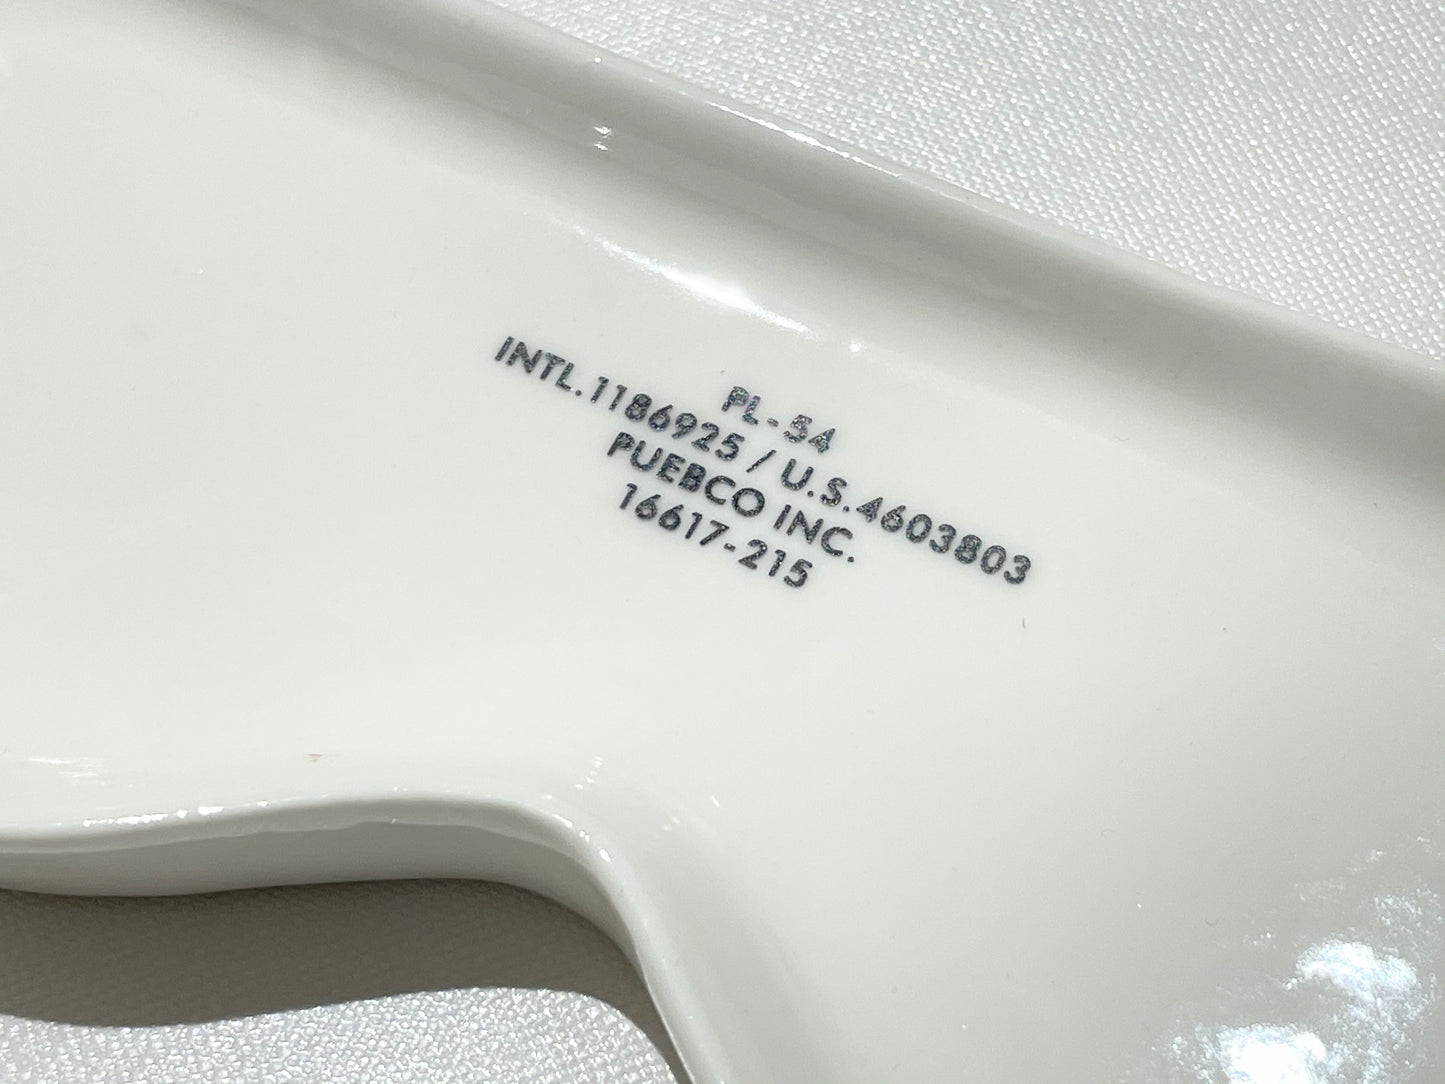 PL-54
INTL.1186925 / U.S.4603803
PUEBCO INC.
16617-215